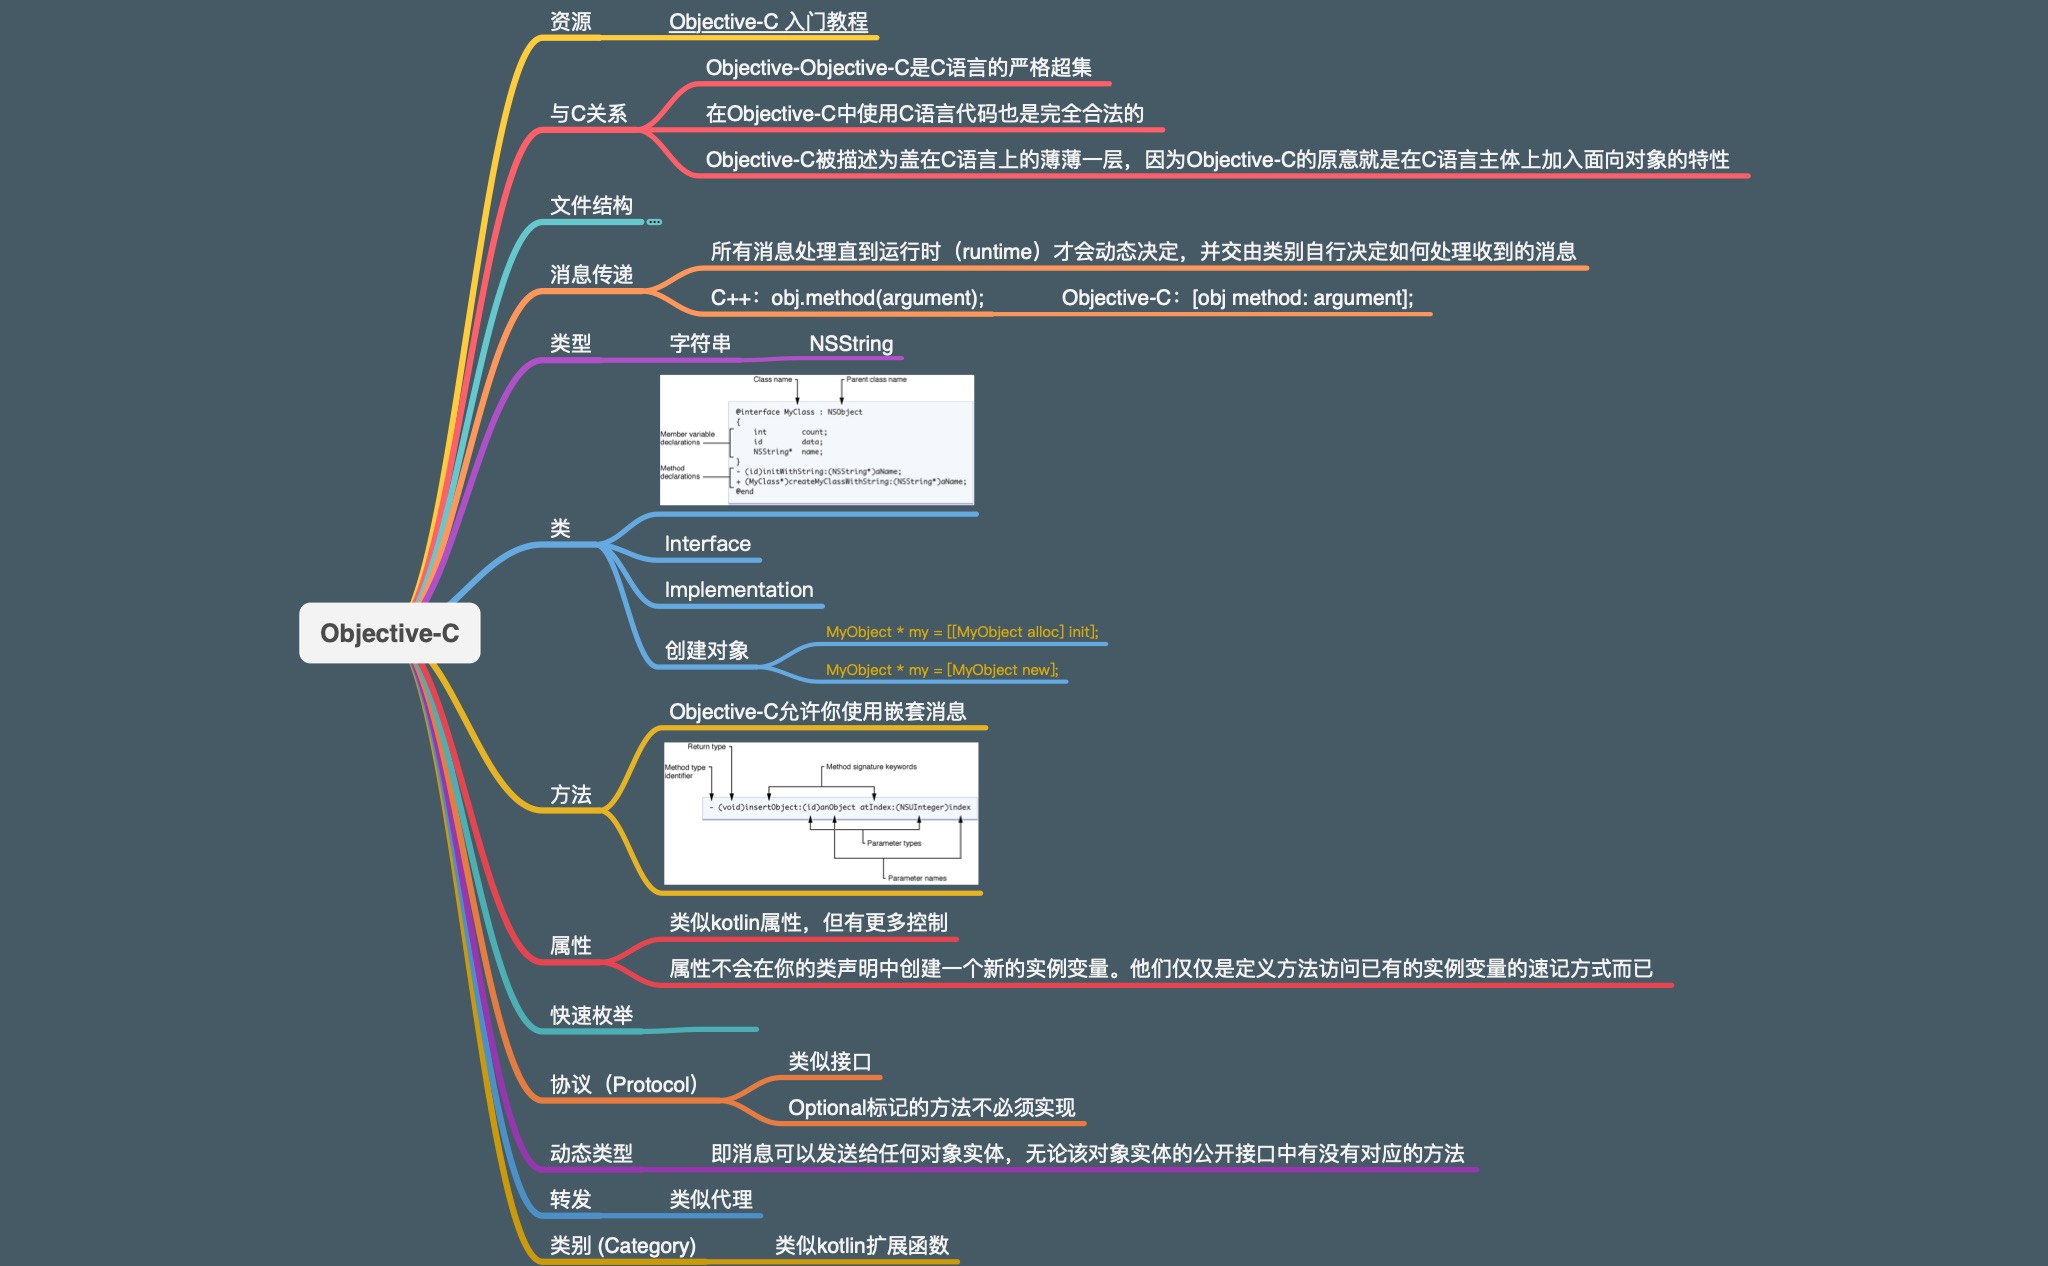 资源
Objective-C 入门教程
Objective-Objective-C是C语言的严格超集
与C关系
在Objective-C中使用C语言代码也是完全合法的
Objective-C被描述为盖在C语言上的薄薄一层，因为Objective-C的原意就是在C语言主体上加入面向对象的特性
文件结构
所有消息处理直到运行时（runtime）才会动态决定，并交由类别自行决定如何处理收到的消息
消息传递
C++：obj.method(argument);
Objective-C：[obj method: argument];
类型
字符串
NSString
Class name
Parent class name
@interface MyClass : NSObject
{
int count;
id data;
NSString* name;
}
- (id)initWithString:(NSString*)aName;
+ (MyClass*)createMyClassWithString:(NSString*)aName;
@end
Member variable
declarations
Method
declarations
类
Interface
Implementation
创建对象
MyObject * my = [[MyObject alloc] init];
MyObject * my = [MyObject new];
Objective-C
Objective-C允许你使用嵌套消息
方法
Return type
Method type
identifier
Method signature keywords
- (void)insertObject:(id)anObject atIndex:(NSUInteger)index
Parameter types
Parameter names
类似kotlin属性，但有更多控制
属性
属性不会在你的类声明中创建一个新的实例变量。他们仅仅是定义方法访问已有的实例变量的速记方式而已
快速枚举
类似接口
协议（Protocol）
Optional标记的方法不必须实现
动态类型
即消息可以发送给任何对象实体，无论该对象实体的公开接口中有没有对应的方法
转发
类似代理
类别 (Category)
类似kotlin扩展函数